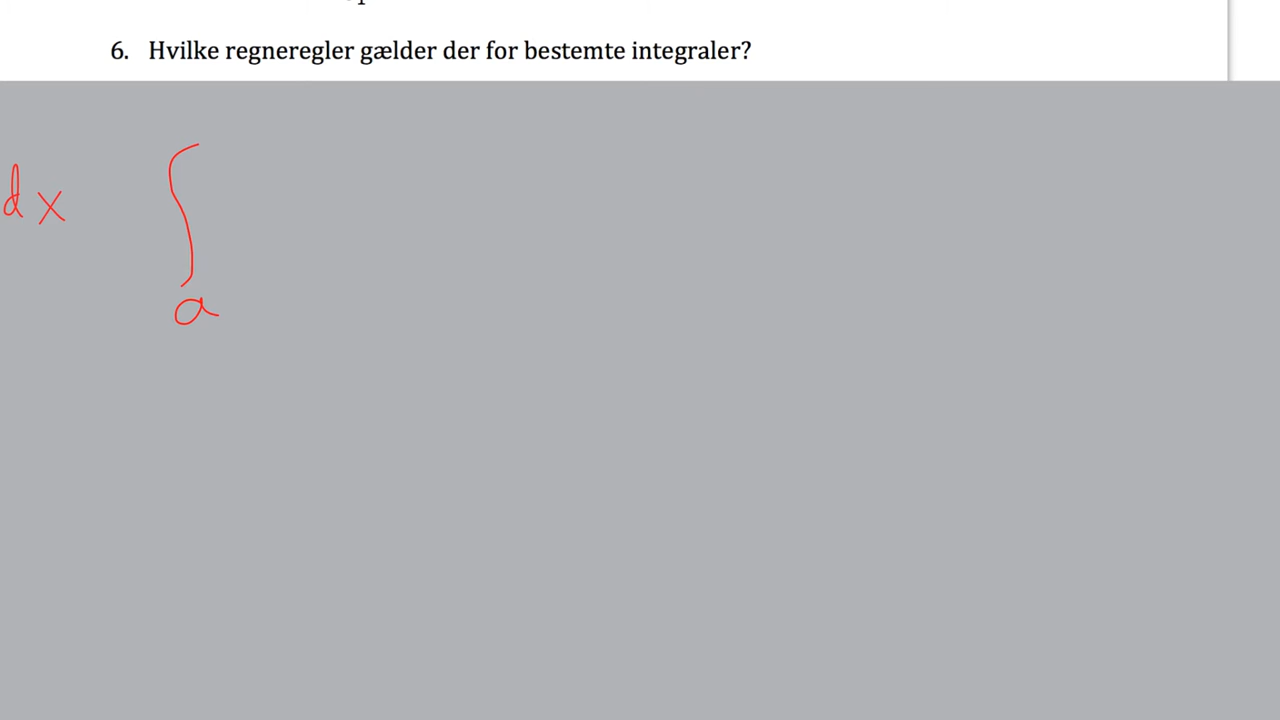 6. Hvilke regneregler gælder der for bestemte integraler?
dx ∫
a